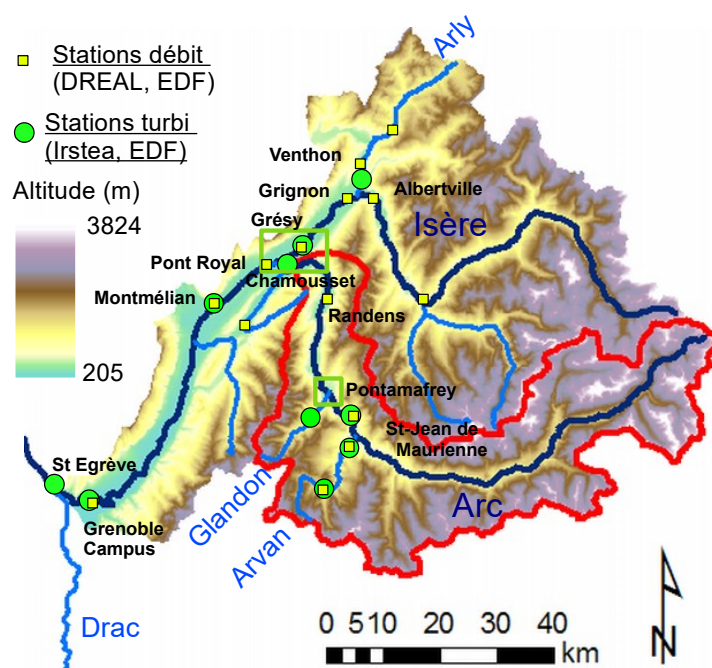 Stations débit
(DREAL, EDF)
Stations turbi
(Irstea, EDF)
Altitude (m)
3824
205
Arly
Venthon
Grignon
Albertville
Grésy
Isère
Pont Royal
Chamousset
Montmélian
Randens
Pontamafrey
St-Jean de
Maurienne
St Egrève
Glandon
Arc
Grenoble
Campus
Arvan
Drac
0 5 10 20 30 40
km
N